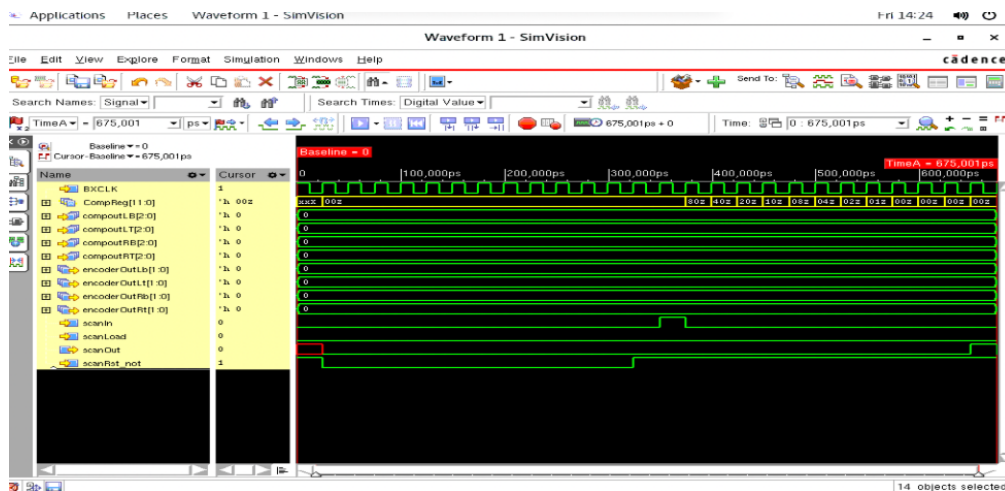 Applications Places Waveform 1 - SimVision Fri 14:24
Waveform 1 - SimVision
File Edit View Explore Format Simulation Windows Help cādence
Send To:
Search Names: Signal Search Times: Digital Value
TimeA = 675,001 ps 675,001ps + 0 Time: 0 : 675,001ps
Baseline = 0
Cursor-Baseline = 675,001ps
Baseline = 0
TimeA = 675,001ps
Name Cursor 0 100,000ps 200,000ps 300,000ps 400,000ps 500,000ps 600,000ps
BXCLK 1
CompReg[11:0] 'h 00z xxX 00z 80z 40z 20z 10z 08z 04z 02z 01z 00z 00z 00z 00z
compoutLB[2:0] 'h 0 0
compoutLT[2:0] 'h 0 0
compoutRB[2:0] 'h 0 0
compoutRT[2:0] 'h 0 0
encoderOutLb[1:0] 'h 0 0
encoderOutLt[1:0] 'h 0 0
encoderOutRb[1:0] 'h 0 0
encoderOutRt[1:0] 'h 0 0
scanIn 0
scanLoad 0
scanOut 0
scanRst_not 1
14 objects selected